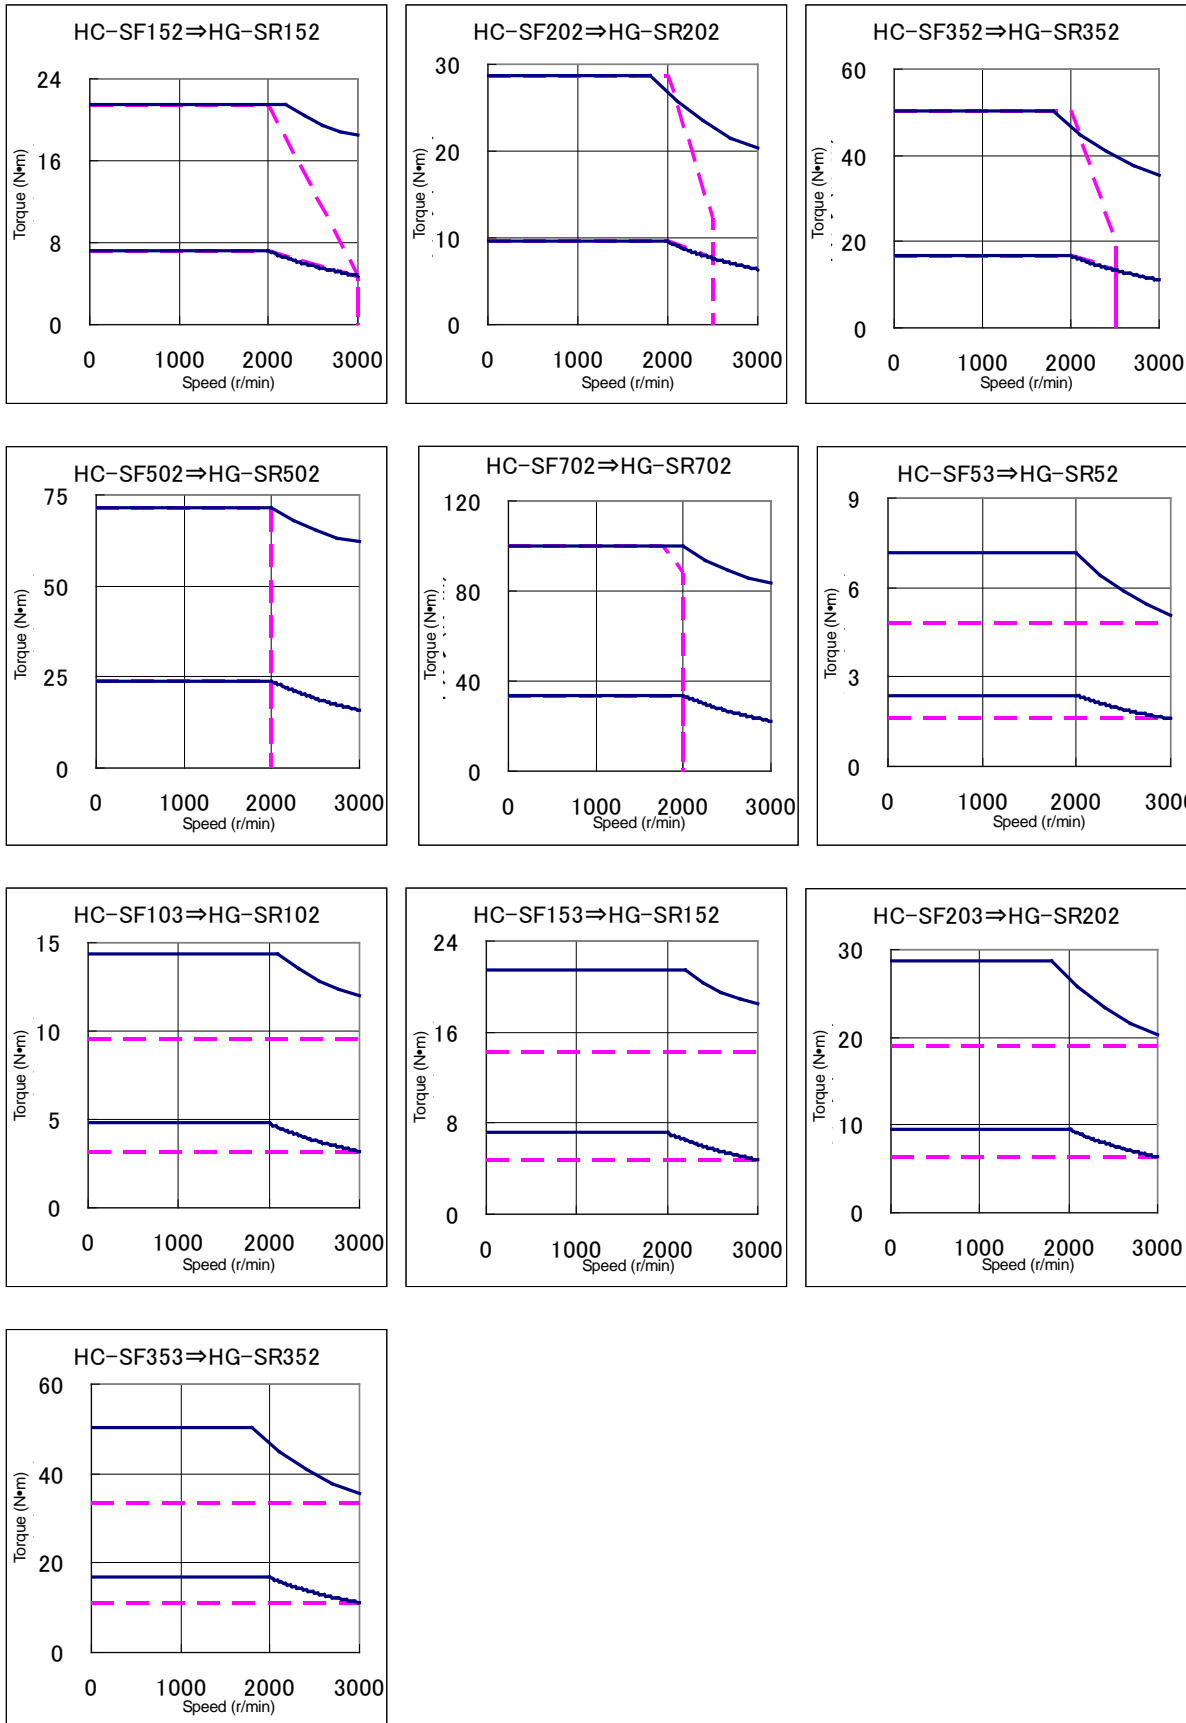 HC-SF152⇒HG-SR152
24
16
8
0
Torque (N•m)
0 1000 2000 3000
Speed (r/min)
HC-SF202⇒HG-SR202
30
20
10
0
Torque (N•m)
0 1000 2000 3000
Speed (r/min)
HC-SF352⇒HG-SR352
60
40
20
0
Torque (N•m)
0 1000 2000 3000
Speed (r/min)
HC-SF502⇒HG-SR502
75
50
25
0
Torque (N•m)
0 1000 2000 3000
Speed (r/min)
HC-SF702⇒HG-SR702
120
80
40
0
Torque (N•m)
0 1000 2000 3000
Speed (r/min)
HC-SF53⇒HG-SR52
9
6
3
0
Torque (N•m)
0 1000 2000 3000
Speed (r/min)
HC-SF103⇒HG-SR102
15
10
5
0
Torque (N•m)
0 1000 2000 3000
Speed (r/min)
HC-SF153⇒HG-SR152
24
16
8
0
Torque (N•m)
0 1000 2000 3000
Speed (r/min)
HC-SF203⇒HG-SR202
30
20
10
0
Torque (N•m)
0 1000 2000 3000
Speed (r/min)
HC-SF353⇒HG-SR352
60
40
20
0
Torque (N•m)
0 1000 2000 3000
Speed (r/min)